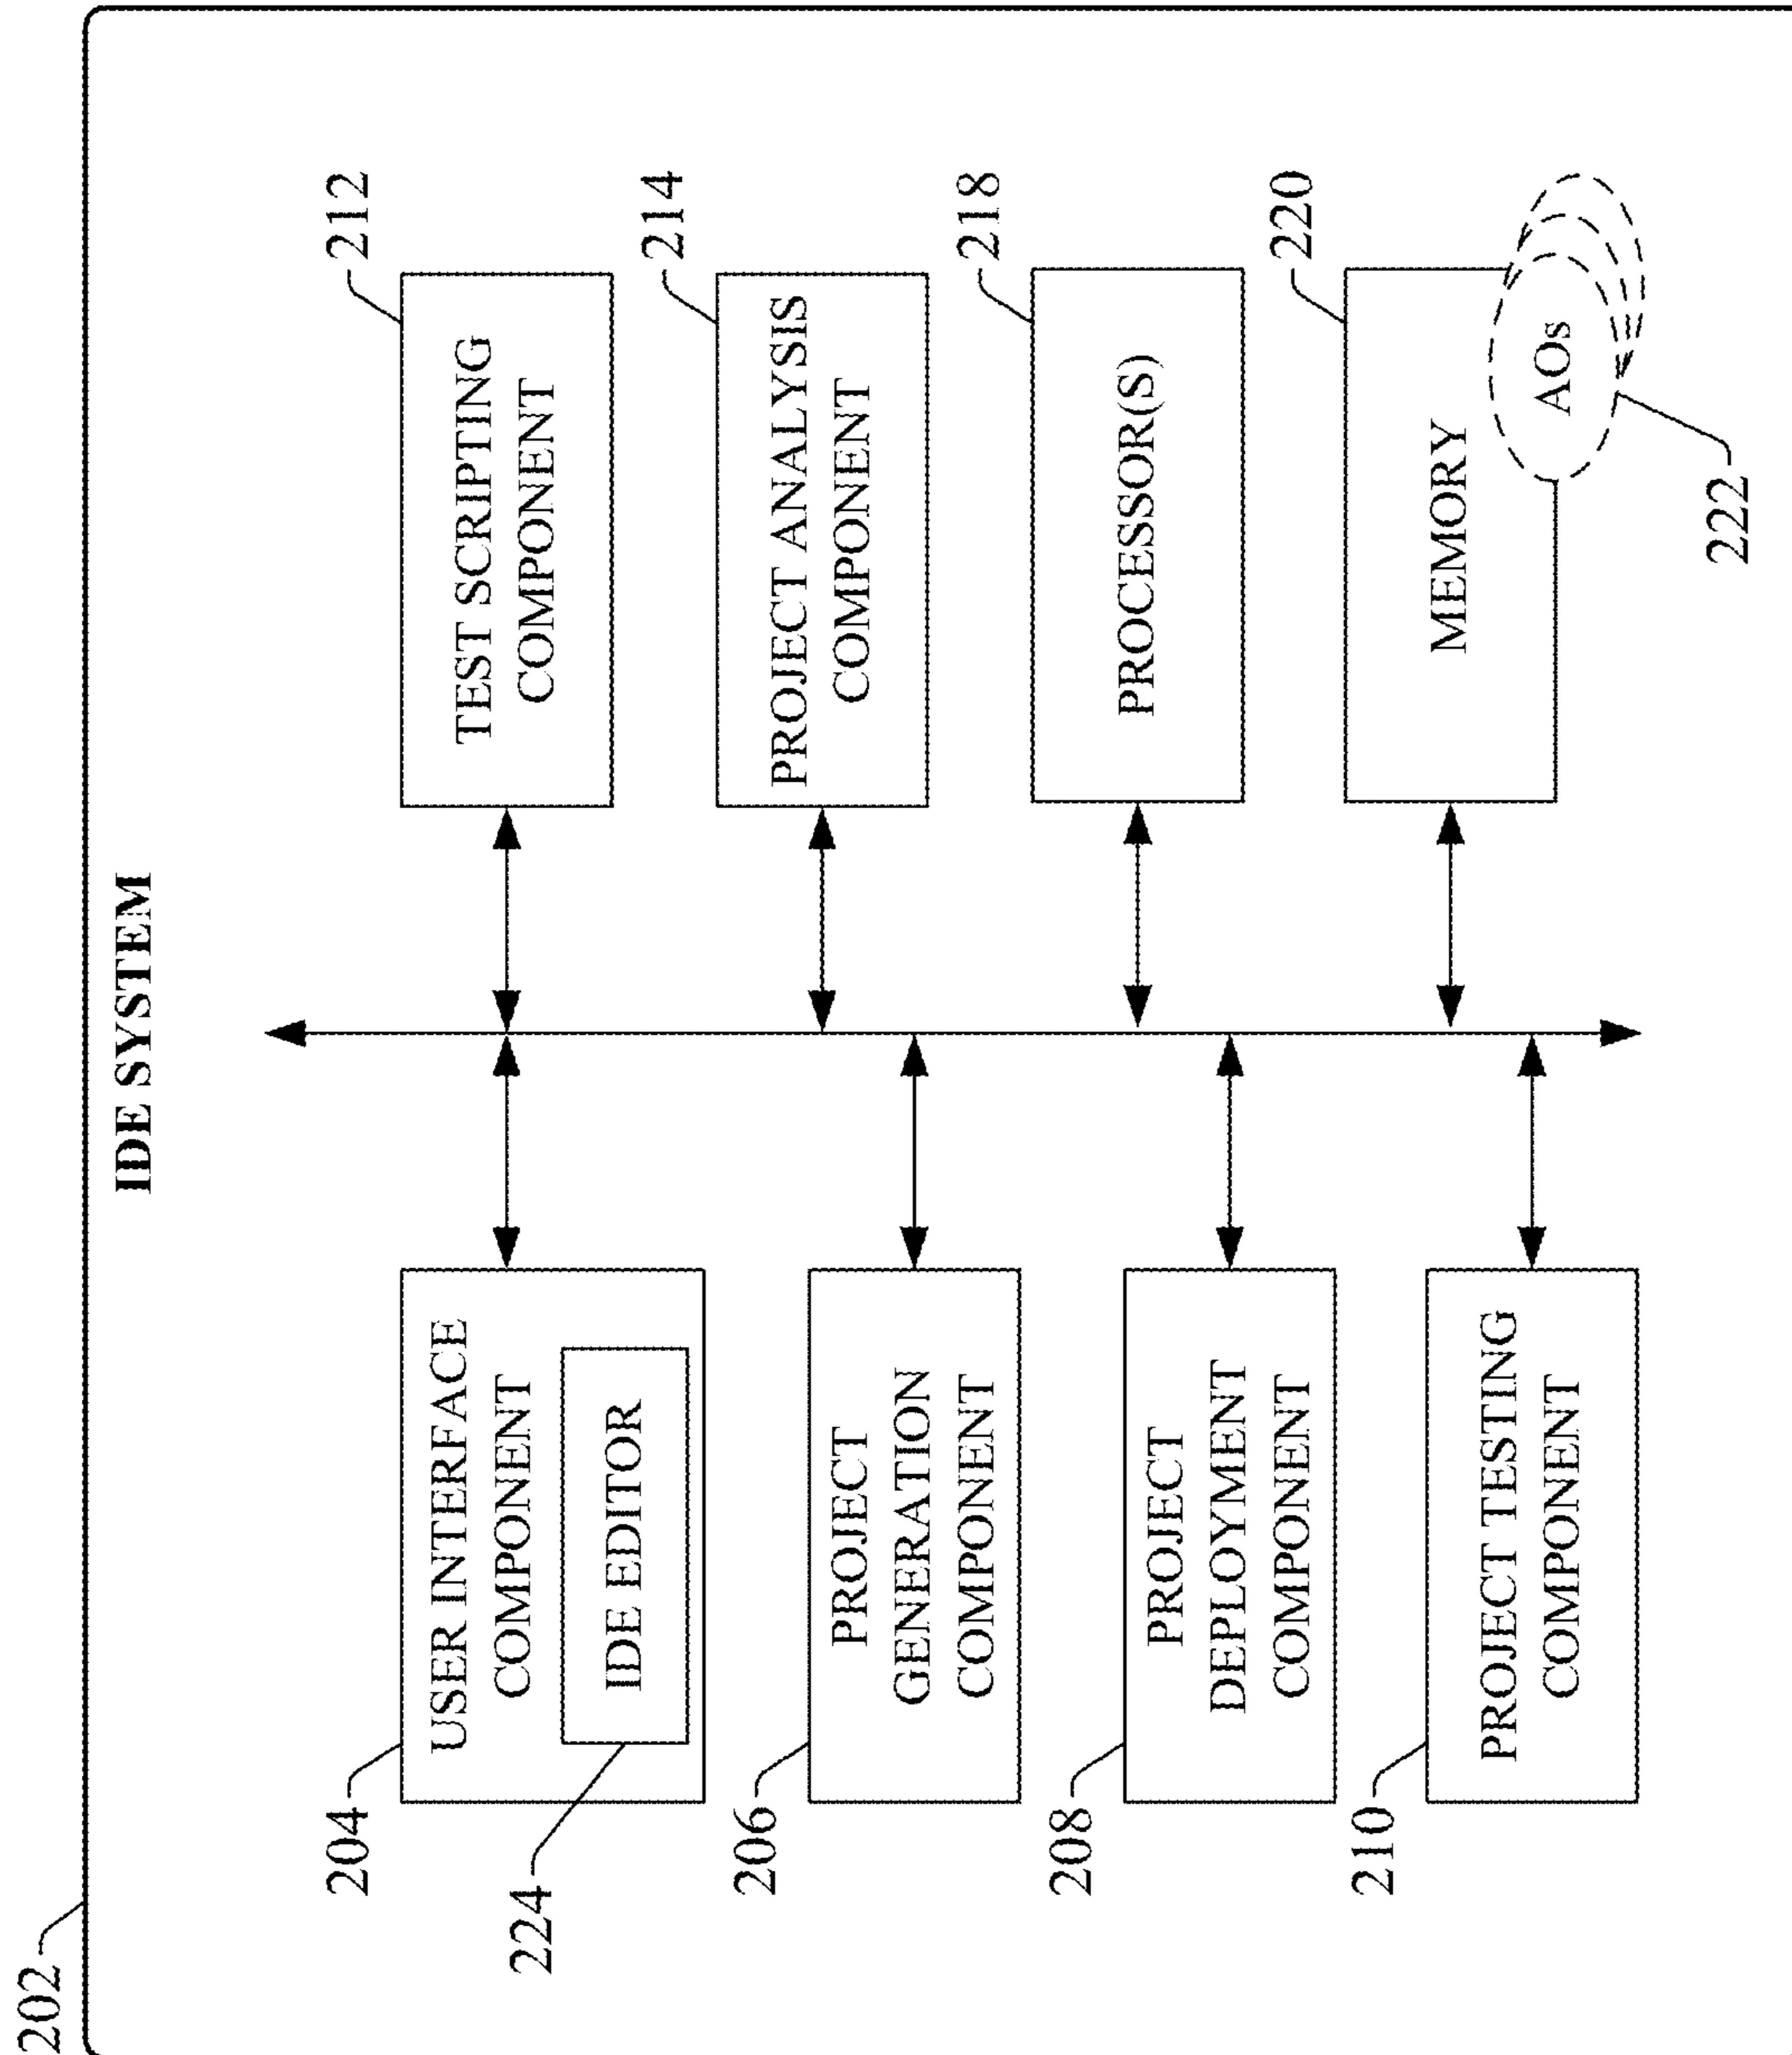 202
IDE SYSTEM
204
USER INTERFACE
COMPONENT
224
IDE EDITOR
206
PROJECT
GENERATION
COMPONENT
208
PROJECT
DEPLOYMENT
COMPONENT
210
PROJECT TESTING
COMPONENT
212
TEST SCRIPTING
COMPONENT
214
PROJECT ANALYSIS
COMPONENT
218
PROCESSOR(S)
220
MEMORY
AOs
222